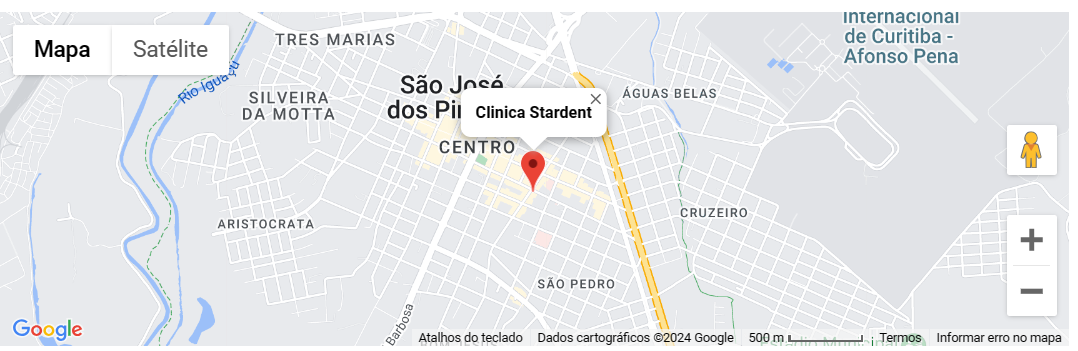 Mapa
Satélite
TRES MARIAS
Internacional
de Curitiba -
Afonso Pena
Rio Iguaçu
São José
dos Pin
ÁGUAS BELAS
SILVEIRA
DA MOTTA
Clinica Stardent
CENTRO
ARISTOCRATA
CRUZEIRO
SÃO PEDRO
Barbosa
Google
Atalhos do teclado
Dados cartográficos ©2024 Google
500 m
Termos
Informar erro no mapa